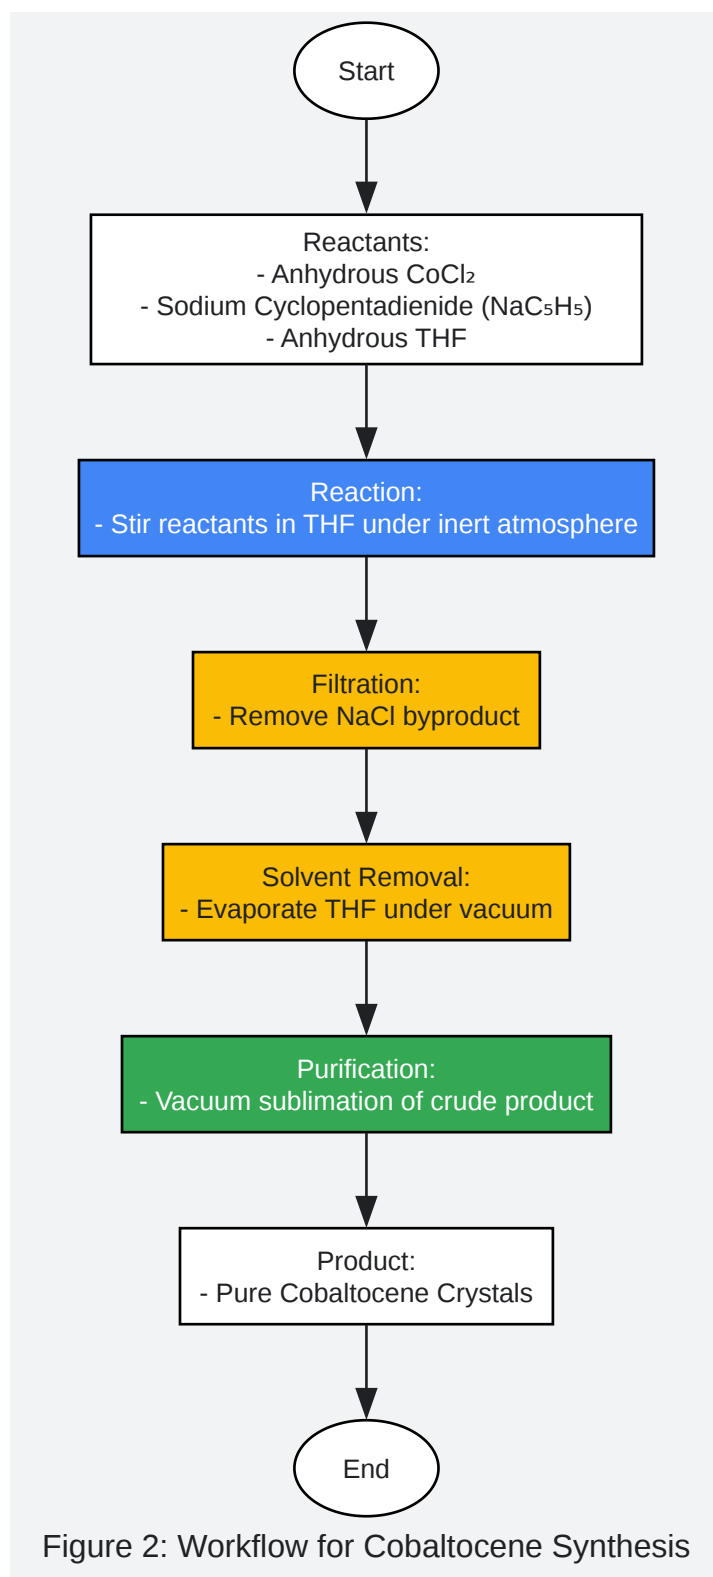 Start
Reactants:
- Anhydrous CoCl₂
- Sodium Cyclopentadienide (NaC₅H₅)
- Anhydrous THF
Reaction:
- Stir reactants in THF under inert atmosphere
Filtration:
- Remove NaCl byproduct
Solvent Removal:
- Evaporate THF under vacuum
Purification:
- Vacuum sublimation of crude product
Product:
- Pure Cobaltocene Crystals
End
Figure 2: Workflow for Cobaltocene Synthesis